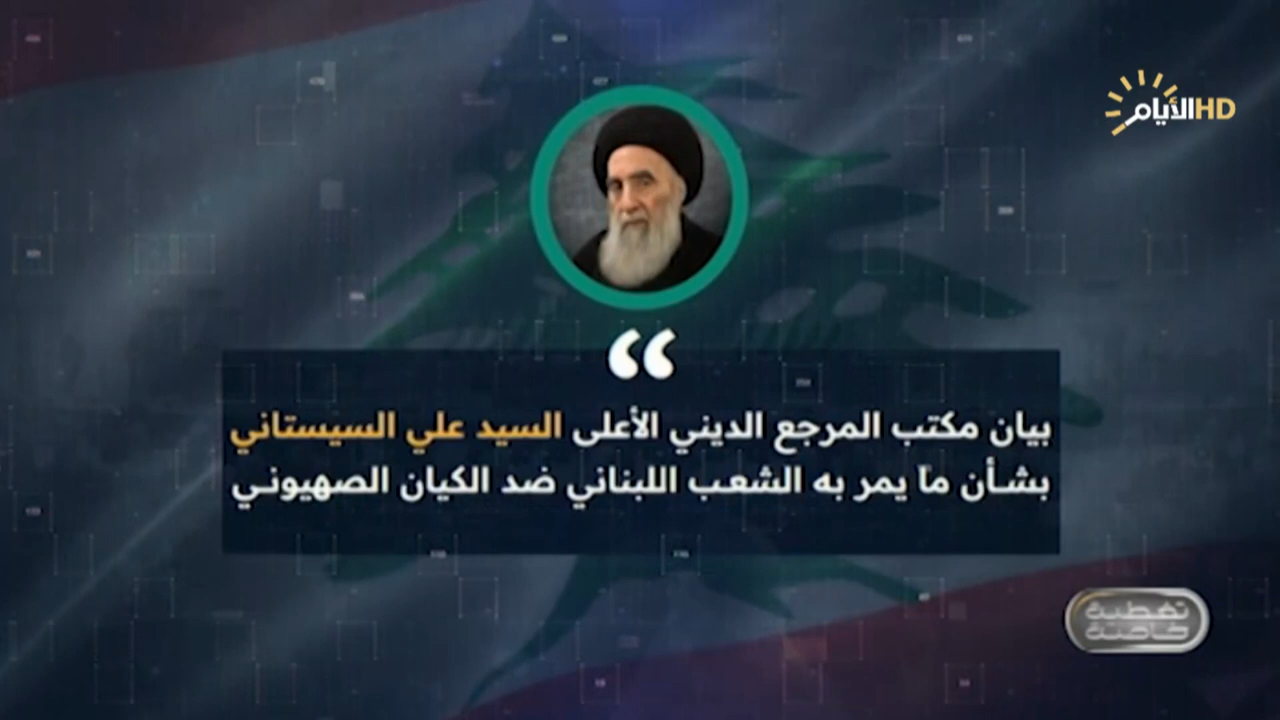 الأيام HD
بيان مكتب المرجع الديني الأعلى السيد علي السيستاني
بشأن ما يمر به الشعب اللبناني ضد الكيان الصهيوني
تغطية
خاصة